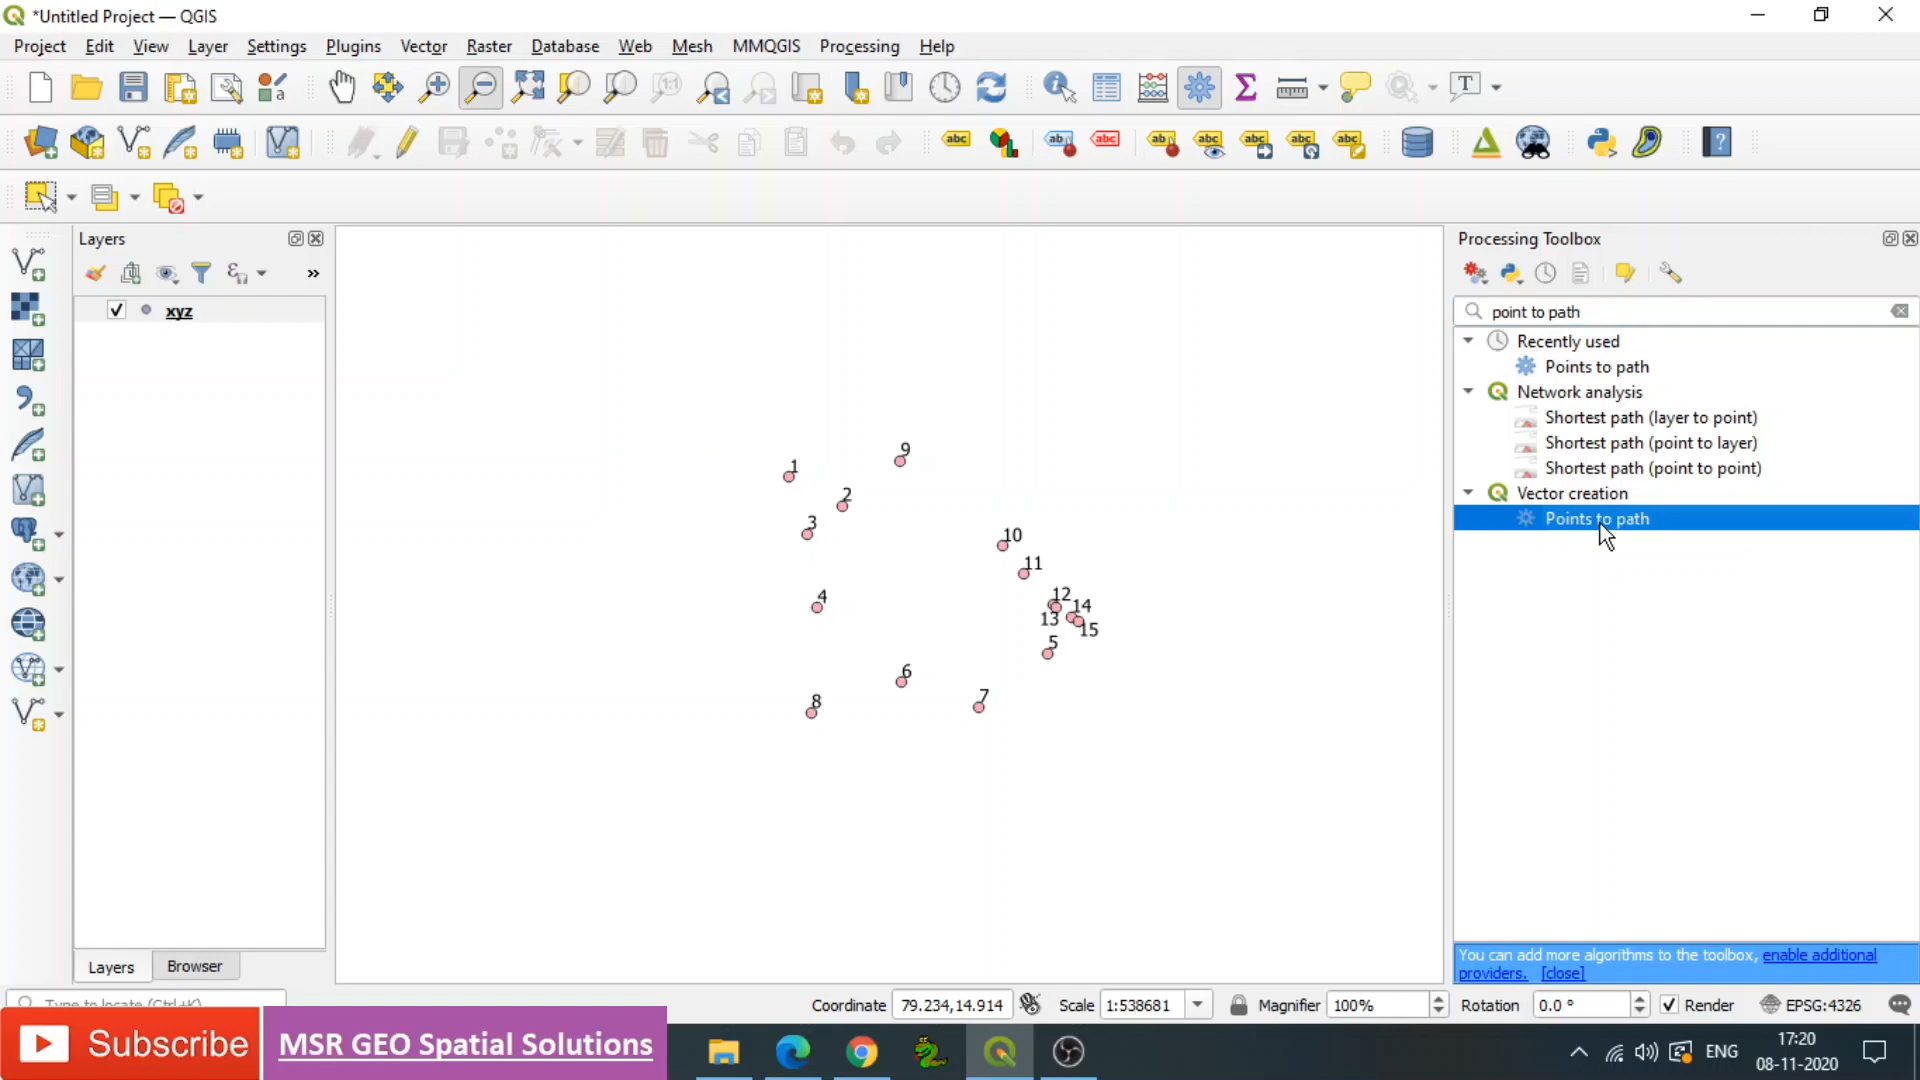 *Untitled Project — QGIS
Project Edit View Layer Settings Plugins Vector Raster Database Web Mesh MMQGIS Processing Help
Layers
xyz
1
9
2
3
10
11
4
12
14
13
15
5
6
7
8
Processing Toolbox
point to path
Recently used
Points to path
Network analysis
Shortest path (layer to point)
Shortest path (point to layer)
Shortest path (point to point)
Vector creation
Points to path
You can add more algorithms to the toolbox, enable additional
providers. [close]
Layers Browser
Type to locate (Ctrl+K)
Coordinate 79.234,14.914 Scale 1:538681 Magnifier 100% Rotation 0.0 ° Render EPSG:4326
Subscribe MSR GEO Spatial Solutions
ENG
17:20
08-11-2020